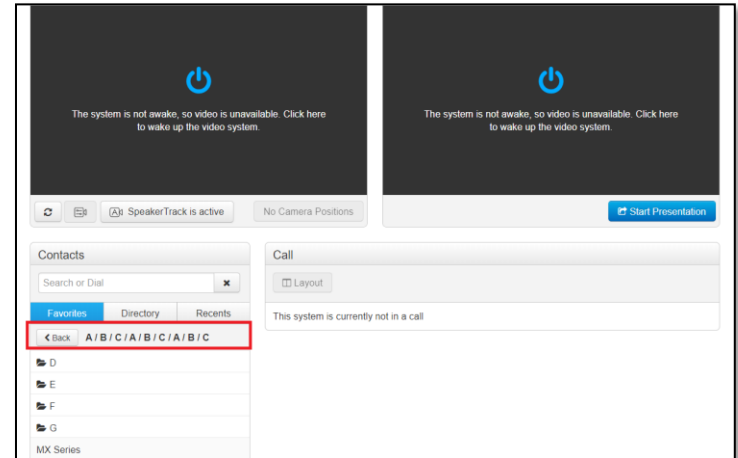 The system is not awake, so video is unavailable. Click here
to wake up the video system.
The system is not awake, so video is unavailable. Click here
to wake up the video system.
SpeakerTrack is active
No Camera Positions
Start Presentation
Contacts
Search or Dial
Favorites Directory Recents
Back A / B / C / A / B / C / A / B / C
D
E
F
G
MX Series
Call
Layout
This system is currently not in a call